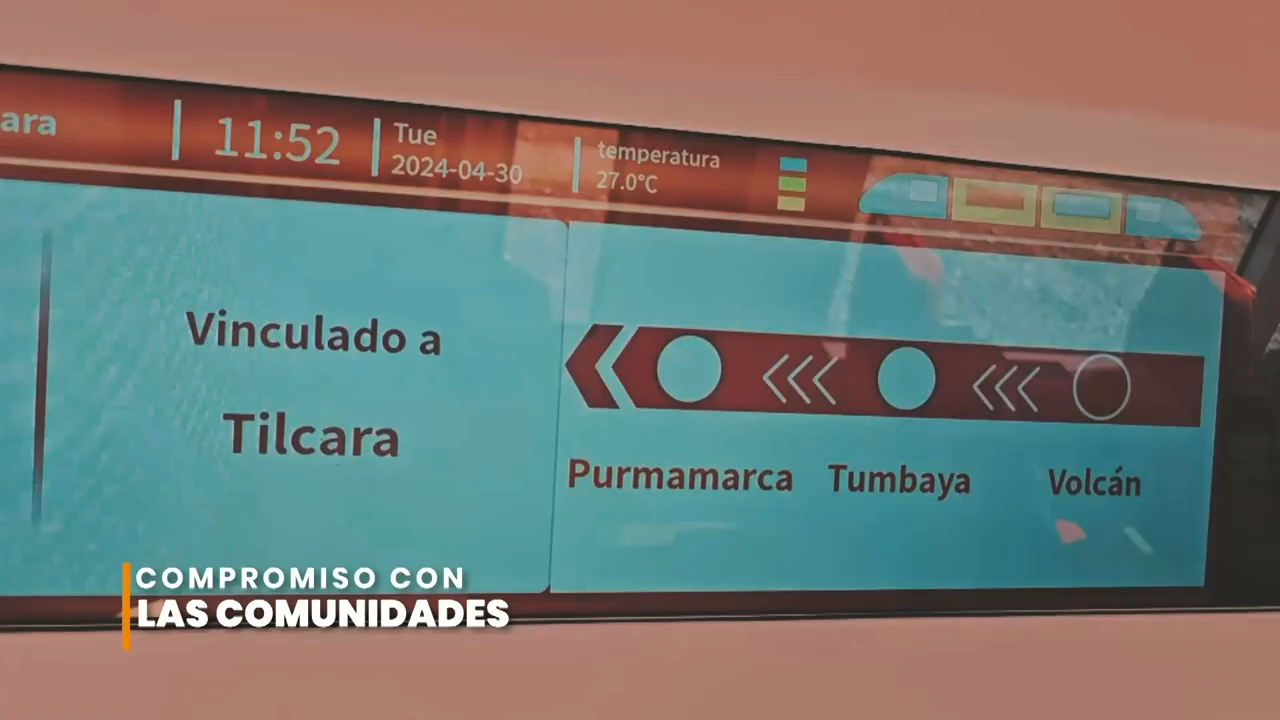 ara
11:52
Tue
2024-04-30
temperatura
27.0°C
Vinculado a
Tilcara
Purmamarca
Tumbaya
Volcán
COMPROMISO CON
LAS COMUNIDADES